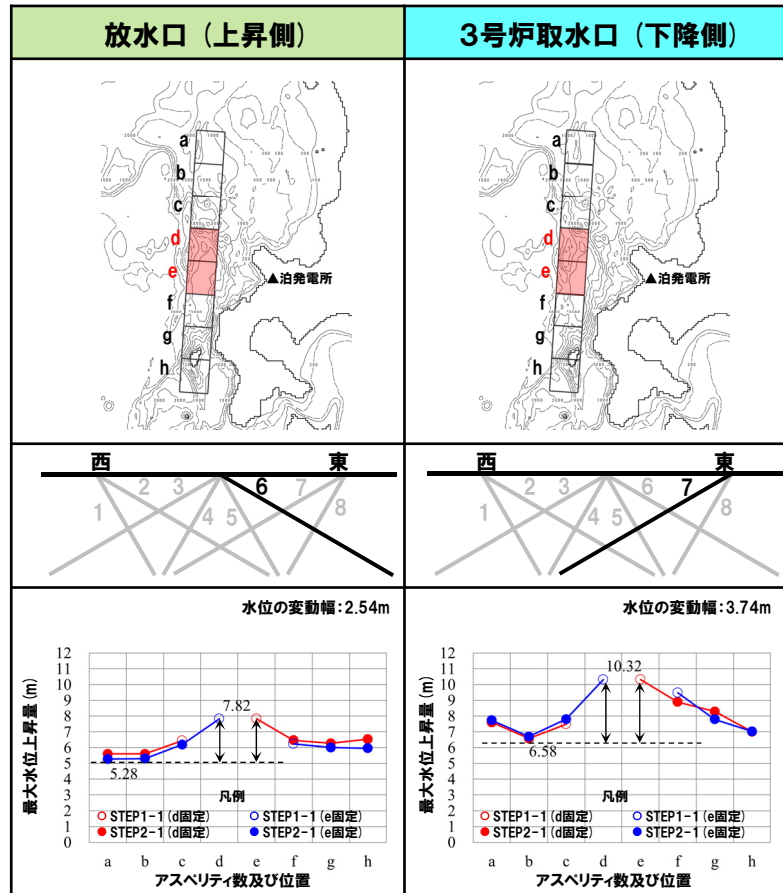 放水口（上昇側）
3号炉取水口（下降側）
a
b
c
d
e
f
g
h
▲泊発電所
a
b
c
d
e
f
g
h
▲泊発電所
西 東
1 2 3 4 5 6 7 8
西 東
1 2 3 4 5 6 7 8
水位の変動幅：2.54m
最大水位上昇量（m）
12
11
10
9
8
7
6
5
4
3
2
1
0
7.82
5.28
凡例
STEP1-1（d固定） STEP1-1（e固定）
STEP2-1（d固定） STEP2-1（e固定）
a b c d e f g h
アスペリティ数及び位置
水位の変動幅：3.74m
最大水位上昇量（m）
12
11
10
9
8
7
6
5
4
3
2
1
0
10.32
6.58
凡例
STEP1-1（d固定） STEP1-1（e固定）
STEP2-1（d固定） STEP2-1（e固定）
a b c d e f g h
アスペリティ数及び位置